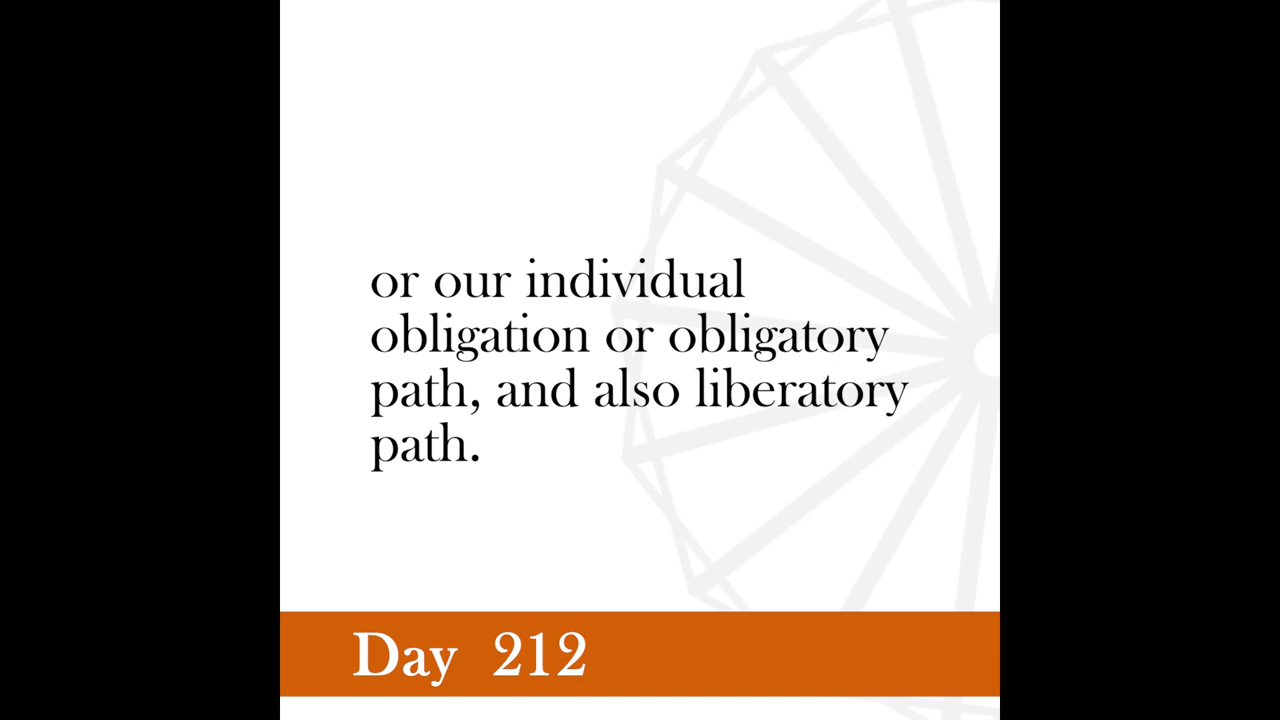 or our individual
obligation or obligatory
path, and also liberatory
path.
Day 212